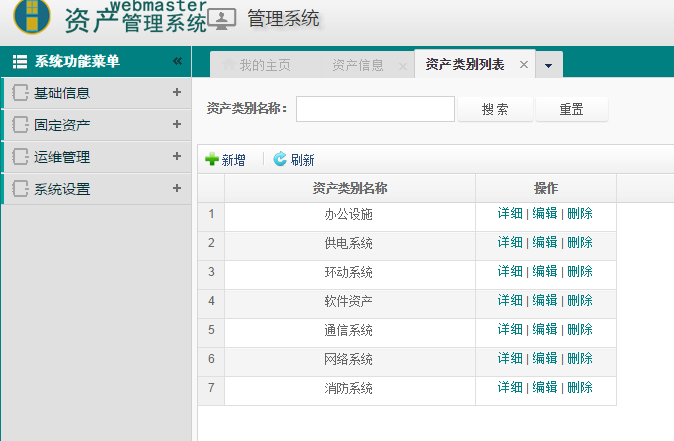 webmaster
资产管理系统
管理系统
系统功能菜单 «
基础信息 +
固定资产 +
运维管理 +
系统设置 +
我的主页 资产信息 × 资产类别列表 ×
资产类别名称： 搜 索 重置
新增 刷新
资产类别名称 操作
1 办公设施 详细 | 编辑 | 删除
2 供电系统 详细 | 编辑 | 删除
3 环动系统 详细 | 编辑 | 删除
4 软件资产 详细 | 编辑 | 删除
5 通信系统 详细 | 编辑 | 删除
6 网络系统 详细 | 编辑 | 删除
7 消防系统 详细 | 编辑 | 删除